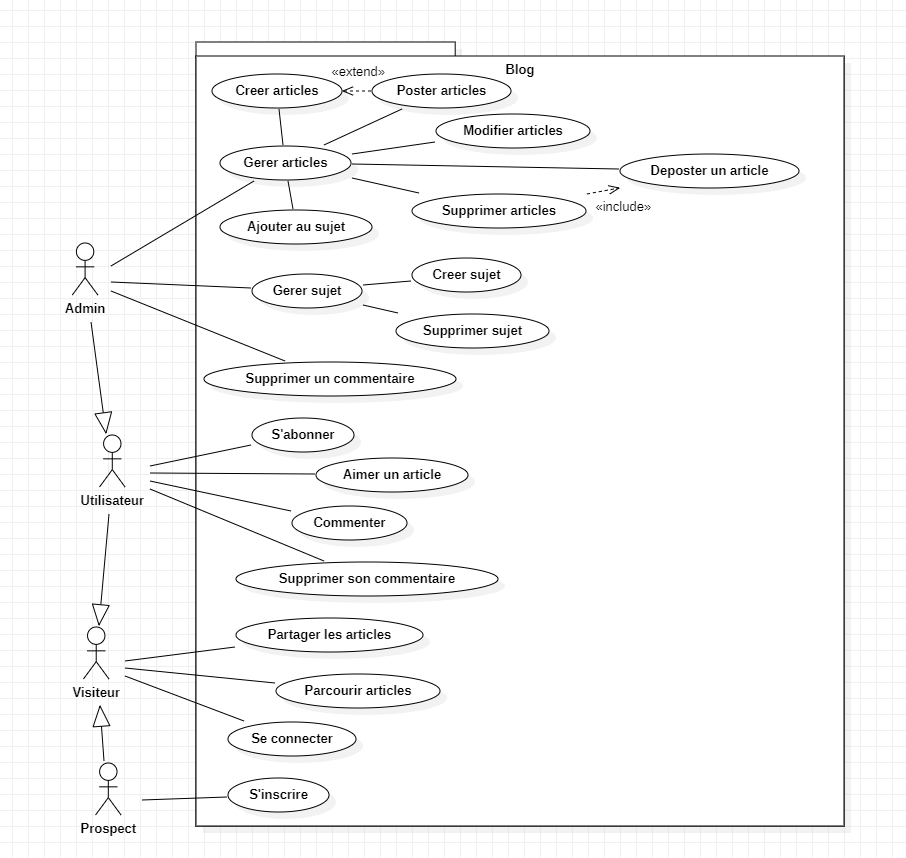 Blog
«extend»
Creer articles
Poster articles
Modifier articles
Gerer articles
Deposter un article
Supprimer articles
«include»
Ajouter au sujet
Creer sujet
Gerer sujet
Admin
Supprimer sujet
Supprimer un commentaire
S'abonner
Aimer un article
Utilisateur
Commenter
Supprimer son commentaire
Partager les articles
Visiteur
Parcourir articles
Se connecter
S'inscrire
Prospect